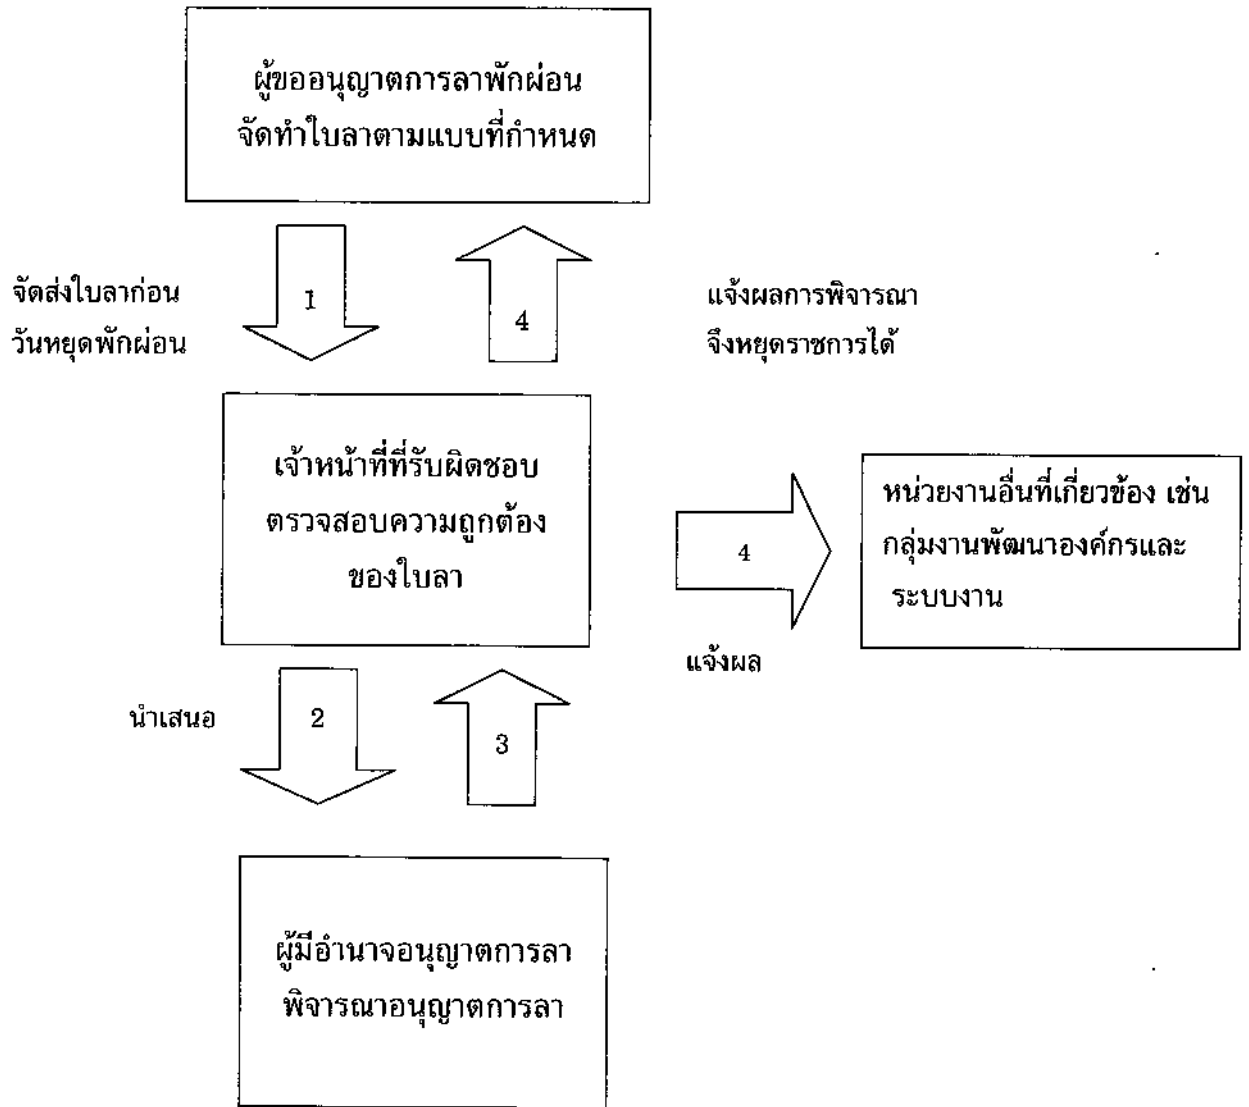 ผู้ขออนุญาตการลาพักผ่อน
จัดทำใบลาตามแบบที่กำหนด
จัดส่งใบลาก่อน
วันหยุดพักผ่อน
1
4
แจ้งผลการพิจารณา
จึงหยุดราชการได้
เจ้าหน้าที่ที่รับผิดชอบ
ตรวจสอบความถูกต้อง
ของใบลา
4
แจ้งผล
หน่วยงานอื่นที่เกี่ยวข้อง เช่น
กลุ่มงานพัฒนาองค์กรและ
ระบบงาน
นำเสนอ
2
3
ผู้มีอำนาจอนุญาตการลา
พิจารณาอนุญาตการลา